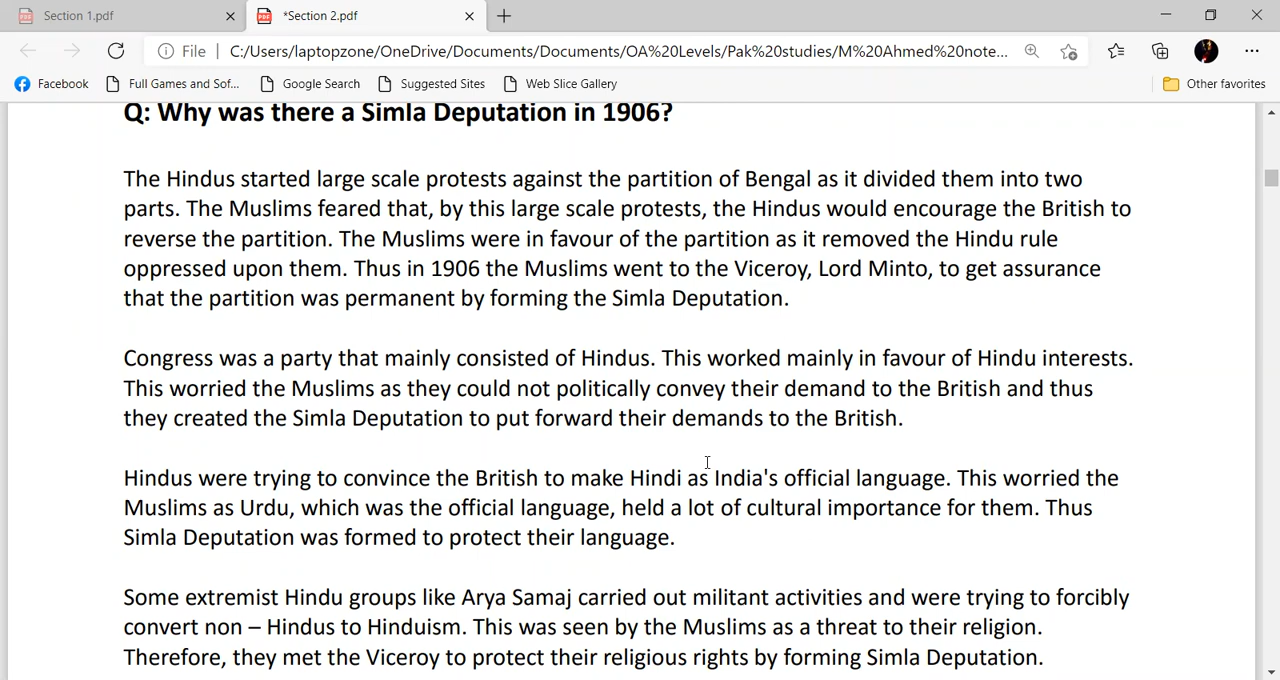 Section 1.pdf
*Section 2.pdf
File
C:/Users/laptopzone/OneDrive/Documents/Documents/OA%20Levels/Pak%20studies/M%20Ahmed%20note...
Facebook
Full Games and Sof...
Google Search
Suggested Sites
Web Slice Gallery
Other favorites
Q: Why was there a Simla Deputation in 1906?
The Hindus started large scale protests against the partition of Bengal as it divided them into two
parts. The Muslims feared that, by this large scale protests, the Hindus would encourage the British to
reverse the partition. The Muslims were in favour of the partition as it removed the Hindu rule
oppressed upon them. Thus in 1906 the Muslims went to the Viceroy, Lord Minto, to get assurance
that the partition was permanent by forming the Simla Deputation.
Congress was a party that mainly consisted of Hindus. This worked mainly in favour of Hindu interests.
This worried the Muslims as they could not politically convey their demand to the British and thus
they created the Simla Deputation to put forward their demands to the British.
Hindus were trying to convince the British to make Hindi as India's official language. This worried the
Muslims as Urdu, which was the official language, held a lot of cultural importance for them. Thus
Simla Deputation was formed to protect their language.
Some extremist Hindu groups like Arya Samaj carried out militant activities and were trying to forcibly
convert non – Hindus to Hinduism. This was seen by the Muslims as a threat to their religion.
Therefore, they met the Viceroy to protect their religious rights by forming Simla Deputation.